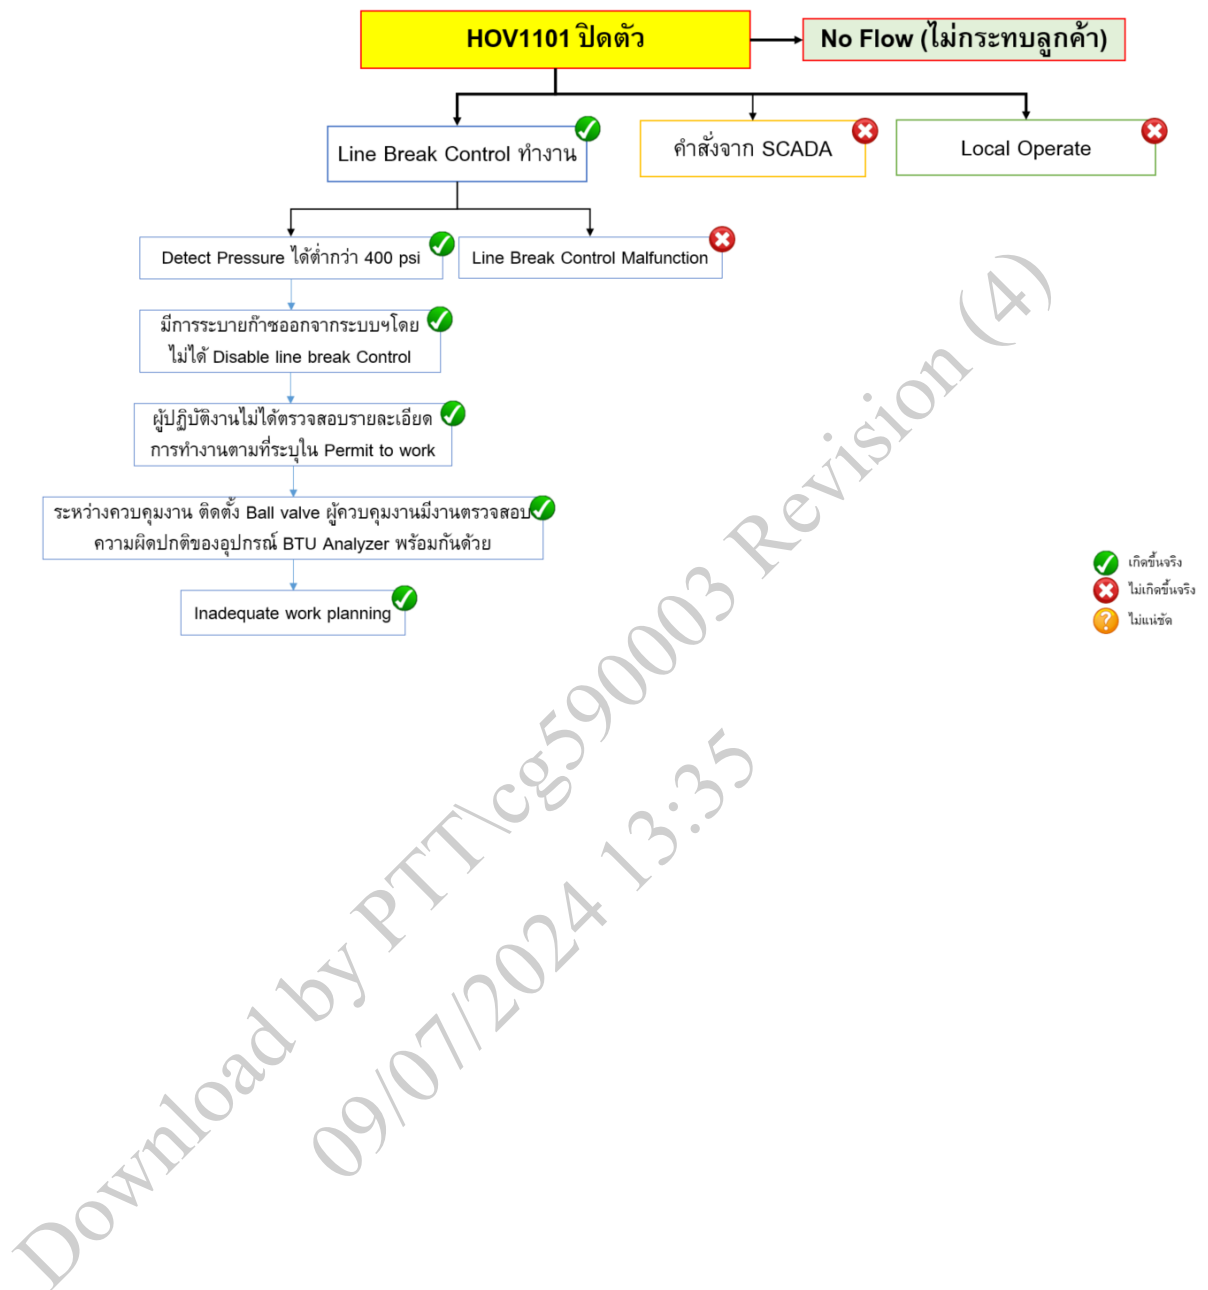 HOV1101 ปิดตัว
No Flow (ไม่กระทบลูกค้า)
Line Break Control ทำงาน
คำสั่งจาก SCADA
Local Operate
Detect Pressure ได้ต่ำกว่า 400 psi
Line Break Control Malfunction
มีการระบายก๊าซออกจากระบบฯโดย
ไม่ได้ Disable line break Control
ผู้ปฏิบัติงานไม่ได้ตรวจสอบรายละเอียด
การทำงานตามที่ระบุใน Permit to work
ระหว่างควบคุมงาน ติดตั้ง Ball valve ผู้ควบคุมงานมีงานตรวจสอบ
ความผิดปกติของอุปกรณ์ BTU Analyzer พร้อมกันด้วย
Inadequate work planning
เกิดขึ้นจริง
ไม่เกิดขึ้นจริง
ไม่แน่ชัด
Download by PTT\cg590003 Revision (4)
09/07/2024 13:35